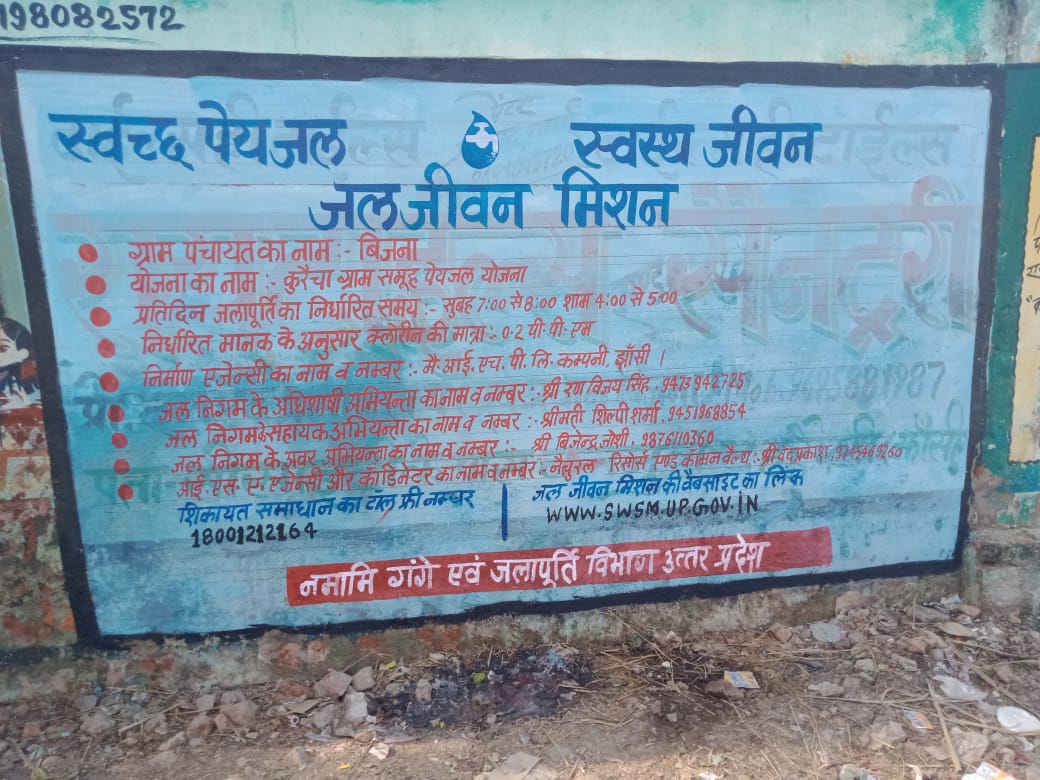 198082572
स्वच्छ पेयजल स्वस्थ जीवन
जलजीवन मिशन
ग्राम पंचायत का नाम :- बिजना
योजना का नाम :- कुरैचा ग्राम समूह पेयजल योजना
प्रतिदिन जलापूर्ति का निर्धारित समय :- सुबह 7:00 से 8:00 शाम 4:00 से 5:00
निर्धारित मानक के अनुसार क्लोरीन की मात्रा :- 0.2 पी पी. एम
निर्माण एजेन्सी का नाम व नम्बर :- मै. आई. एच. पी. लि. कम्पनी, झाँसी ।
जल निगम के अधिशाषी अभियन्ता का नाम व नम्बर :- श्री रण विजय सिंह, 9473942725
जल निगम के सहायक अभियन्ता का नाम व नम्बर :- श्रीमती शिल्पी शर्मा, 9451968854
जल निगम के अवर अभियन्ता का नाम व नम्बर :- श्री बिजेन्द्र जोशी, 9876110360
आई. एस. ए. एजेन्सी और कॉडिनेटर का नाम व नम्बर :- नैचुरल रिसोर्स एण्ड कामन वैल्थ : श्री वेदप्रकाश,
शिकायत समाधान का टॉल फ्री नम्बर
18001212164
जल जीवन मिशन की वैबसाइट का लिंक
WWW.SWSM.UP.GOV.IN
नमामि गंगे एवं जलापूर्ति विभाग उत्तर प्रदेश